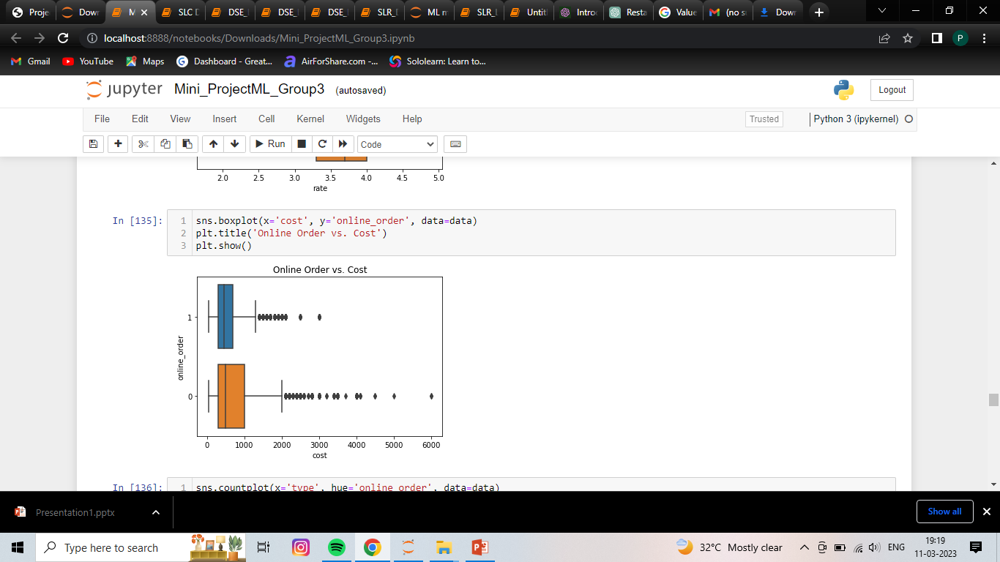 Proje
Down
M
SLC D
DSE_
DSE_
DSE_
SLR_D
ML m
SLR_
Untit
Introd
Resta
Value
(no s
Down
localhost:8888/notebooks/Downloads/Mini_ProjectML_Group3.ipynb
P
Gmail
YouTube
Maps
Dashboard - Great...
AirForShare.com -...
Sololearn: Learn to...
jupyter Mini_ProjectML_Group3 (autosaved)
Logout
File Edit View Insert Cell Kernel Widgets Help
Trusted
Python 3 (ipykernel)
Run
Code
2.0 2.5 3.0 3.5 4.0 4.5 5.0
rate
In [135]:
1 sns.boxplot(x='cost', y='online_order', data=data)
2 plt.title('Online Order vs. Cost')
3 plt.show()
Online Order vs. Cost
1
online_order
0
0 1000 2000 3000 4000 5000 6000
cost
In [136]:
1 sns.countplot(x='type', hue='online_order', data=data)
Presentation1.pptx
Show all
Type here to search
32°C Mostly clear
ENG
19:19
11-03-2023